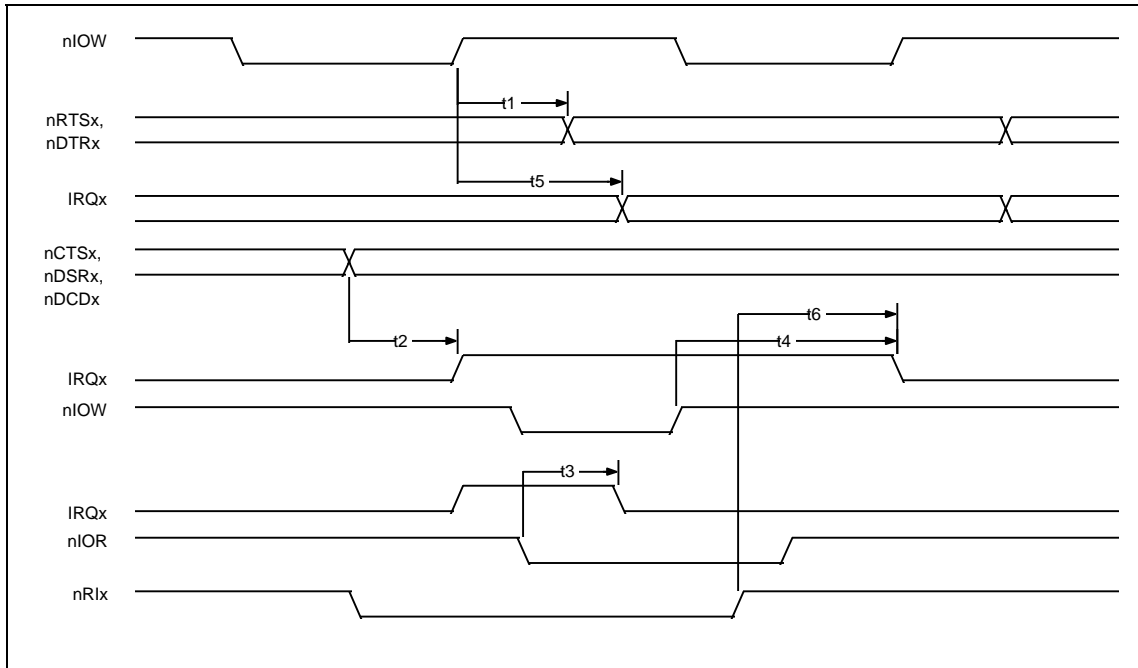 nIOW
t1
nRTSx,
nDTRx
t5
IRQx
nCTSx,
nDSRx,
nDCDx
t6
t2
t4
IRQx
nIOW
t3
IRQx
nIOR
nRIx